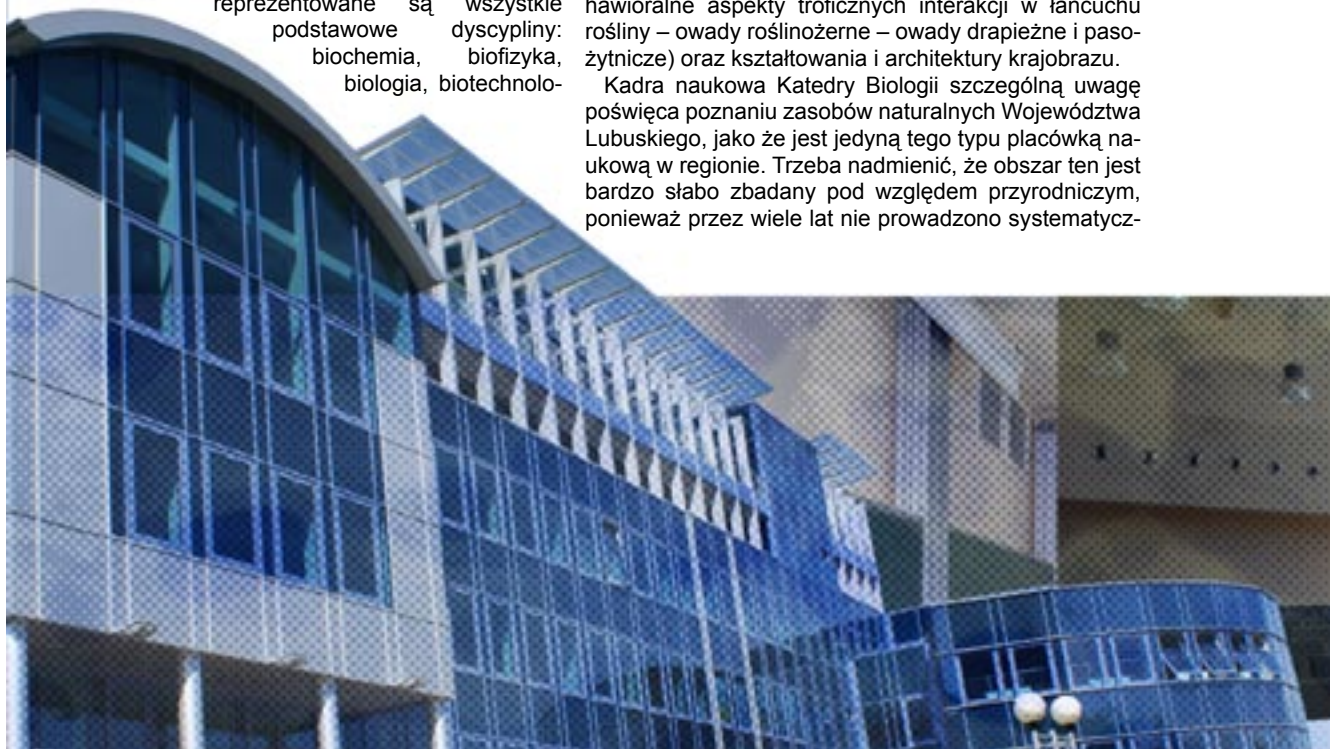 reprezentowane są wszystkie
podstawowe dyscypliny:
biochemia, biofizyka,
biologia, biotechnolo-
hawioralne aspekty troficznych interakcji w łańcuchu
rośliny – owady roślinożerne – owady drapieżne i paso-
żytnicze) oraz kształtowania i architektury krajobrazu.
Kadra naukowa Katedry Biologii szczególną uwagę
poświęca poznaniu zasobów naturalnych Województwa
Lubuskiego, jako że jest jedyną tego typu placówką na-
ukową w regionie. Trzeba nadmienić, że obszar ten jest
bardzo słabo zbadany pod względem przyrodniczym,
ponieważ przez wiele lat nie prowadzono systematycz-